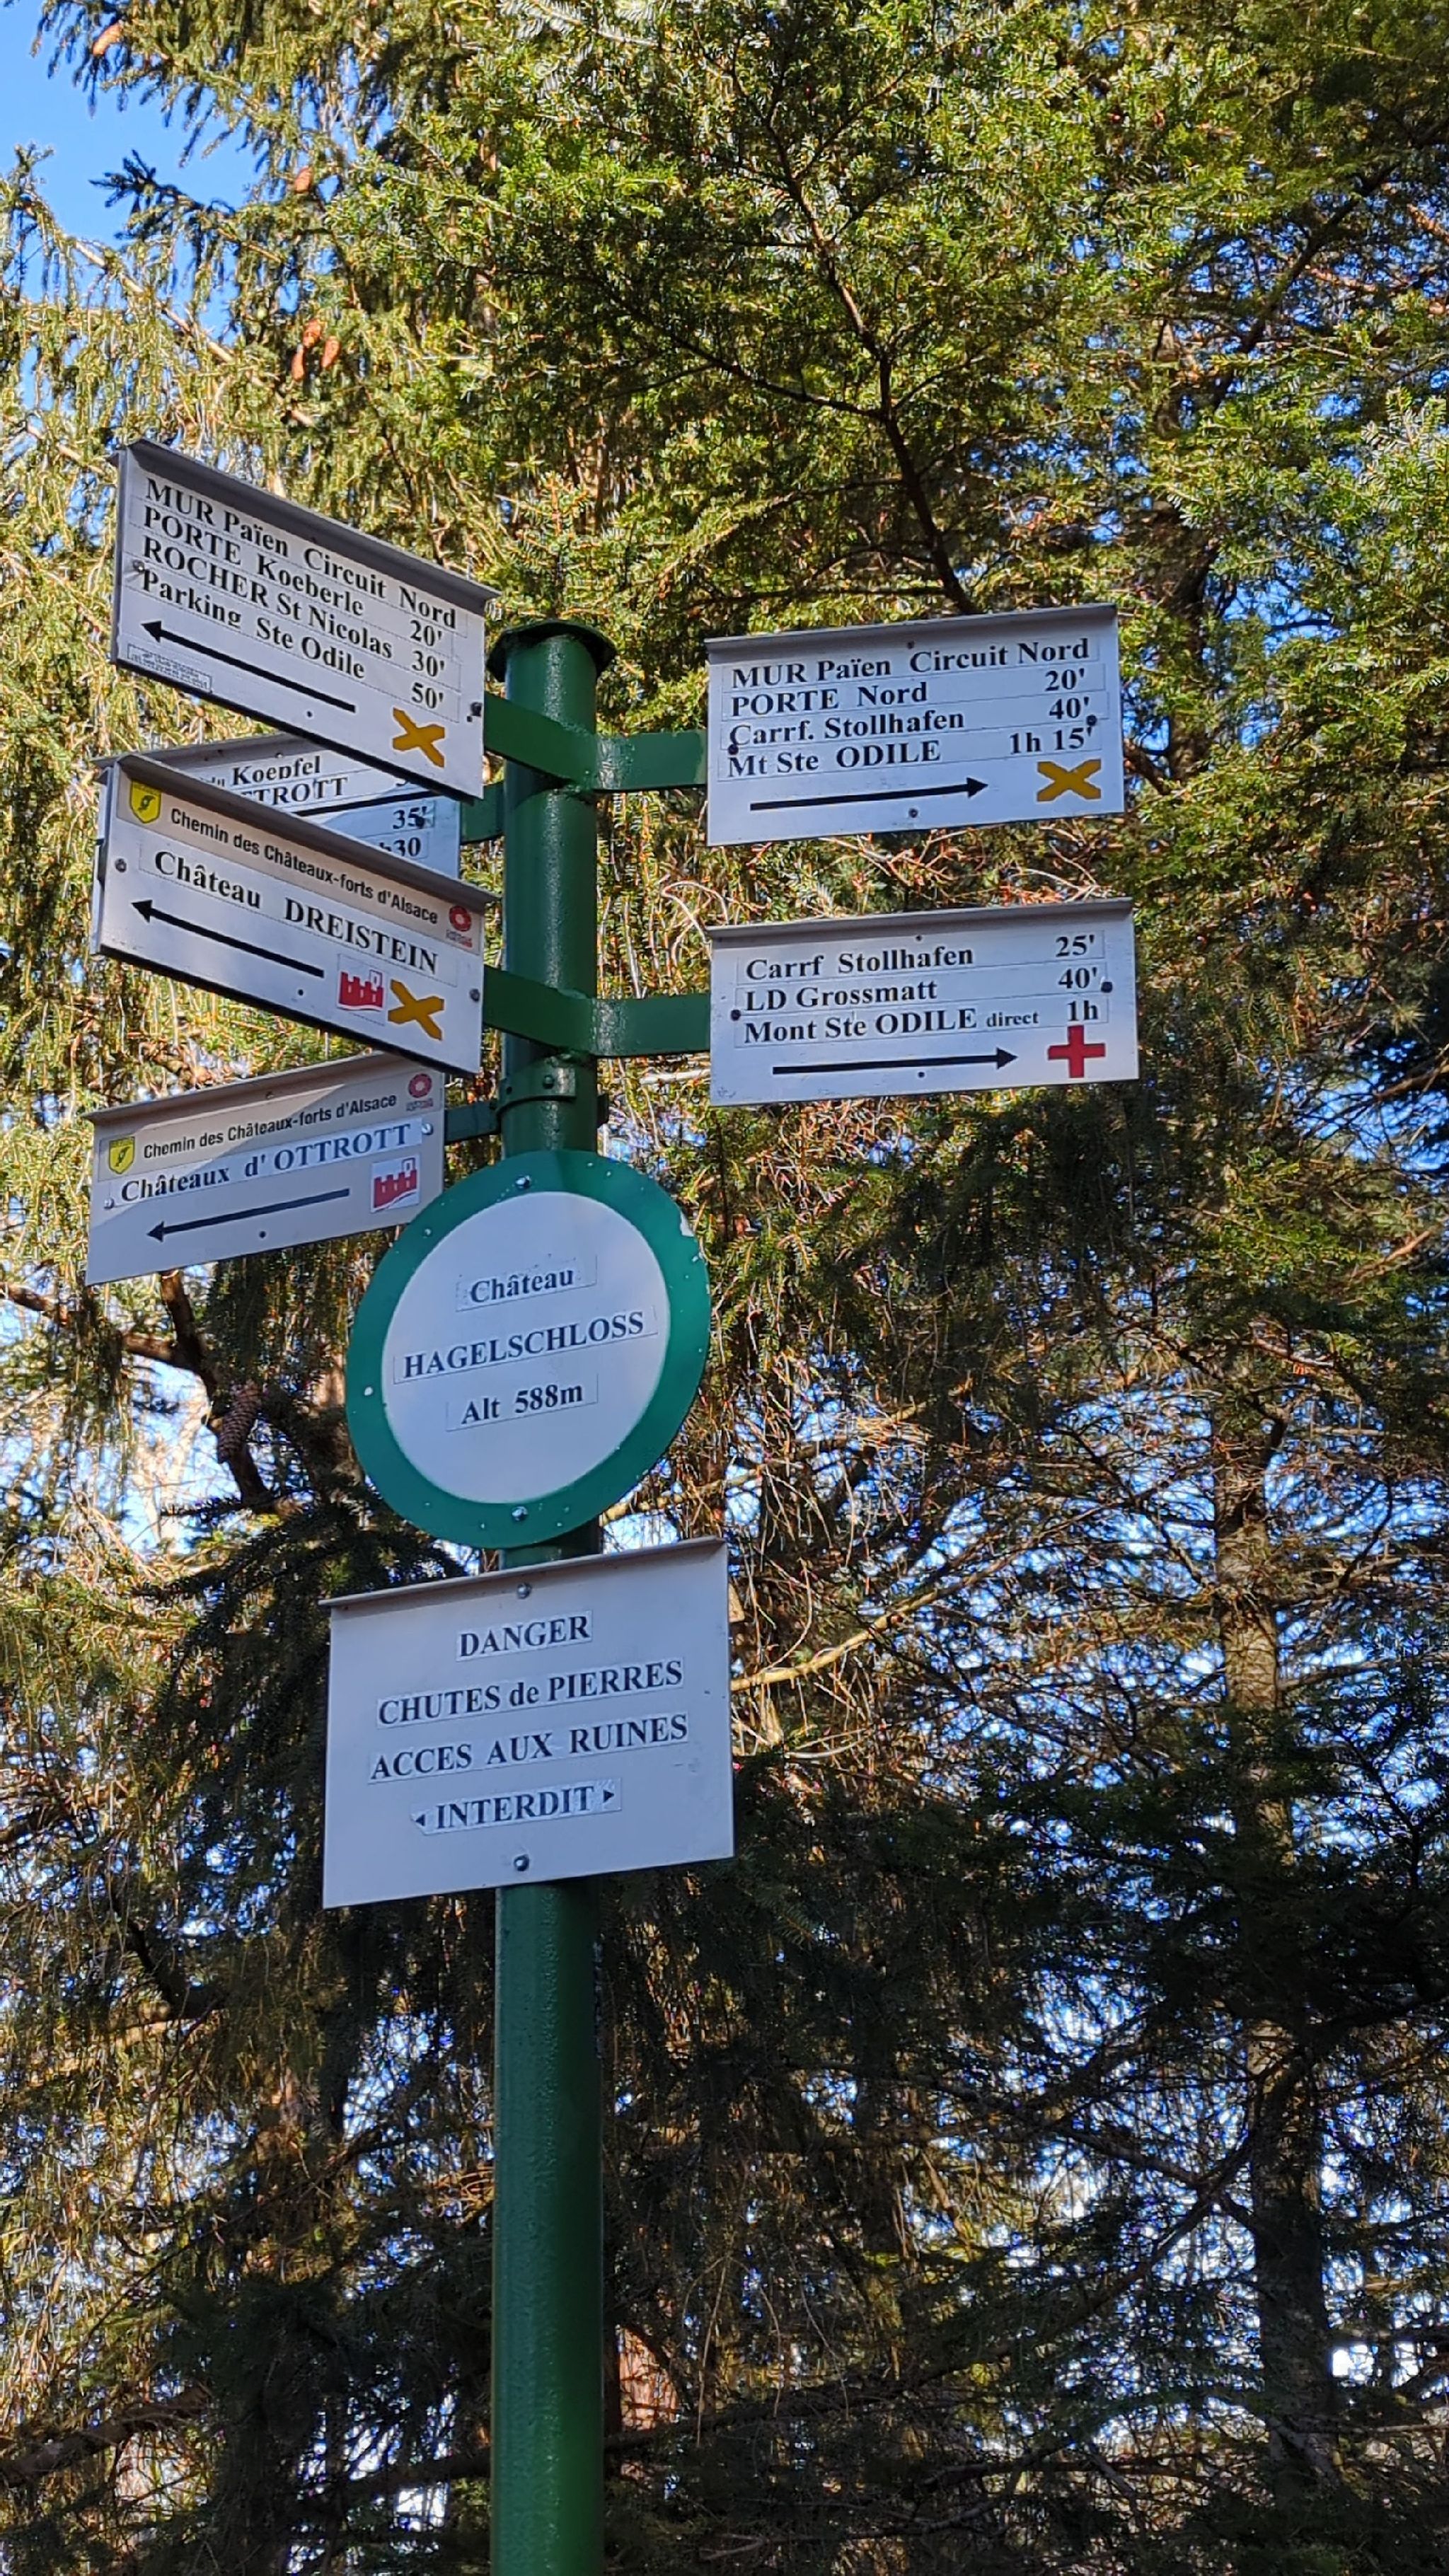 MUR Païen Circuit Nord
PORTE Koeberle 20'
ROCHER St Nicolas 30'
Parking Ste Odile 50'
MUR Païen Circuit Nord
PORTE Nord 20'
Carrf. Stollhafen 40'
Mt Ste ODILE 1h 15'
Koepfel
35'
Chemin des Châteaux-forts d'Alsace
Château DREISTEIN
Carrf Stollhafen 25'
LD Grossmatt 40'
Mont Ste ODILE direct 1h
Chemin des Châteaux-forts d'Alsace
Châteaux d'OTTROTT
Château
HAGELSCHLOSS
Alt 588m
DANGER
CHUTES de PIERRES
ACCES AUX RUINES
INTERDIT